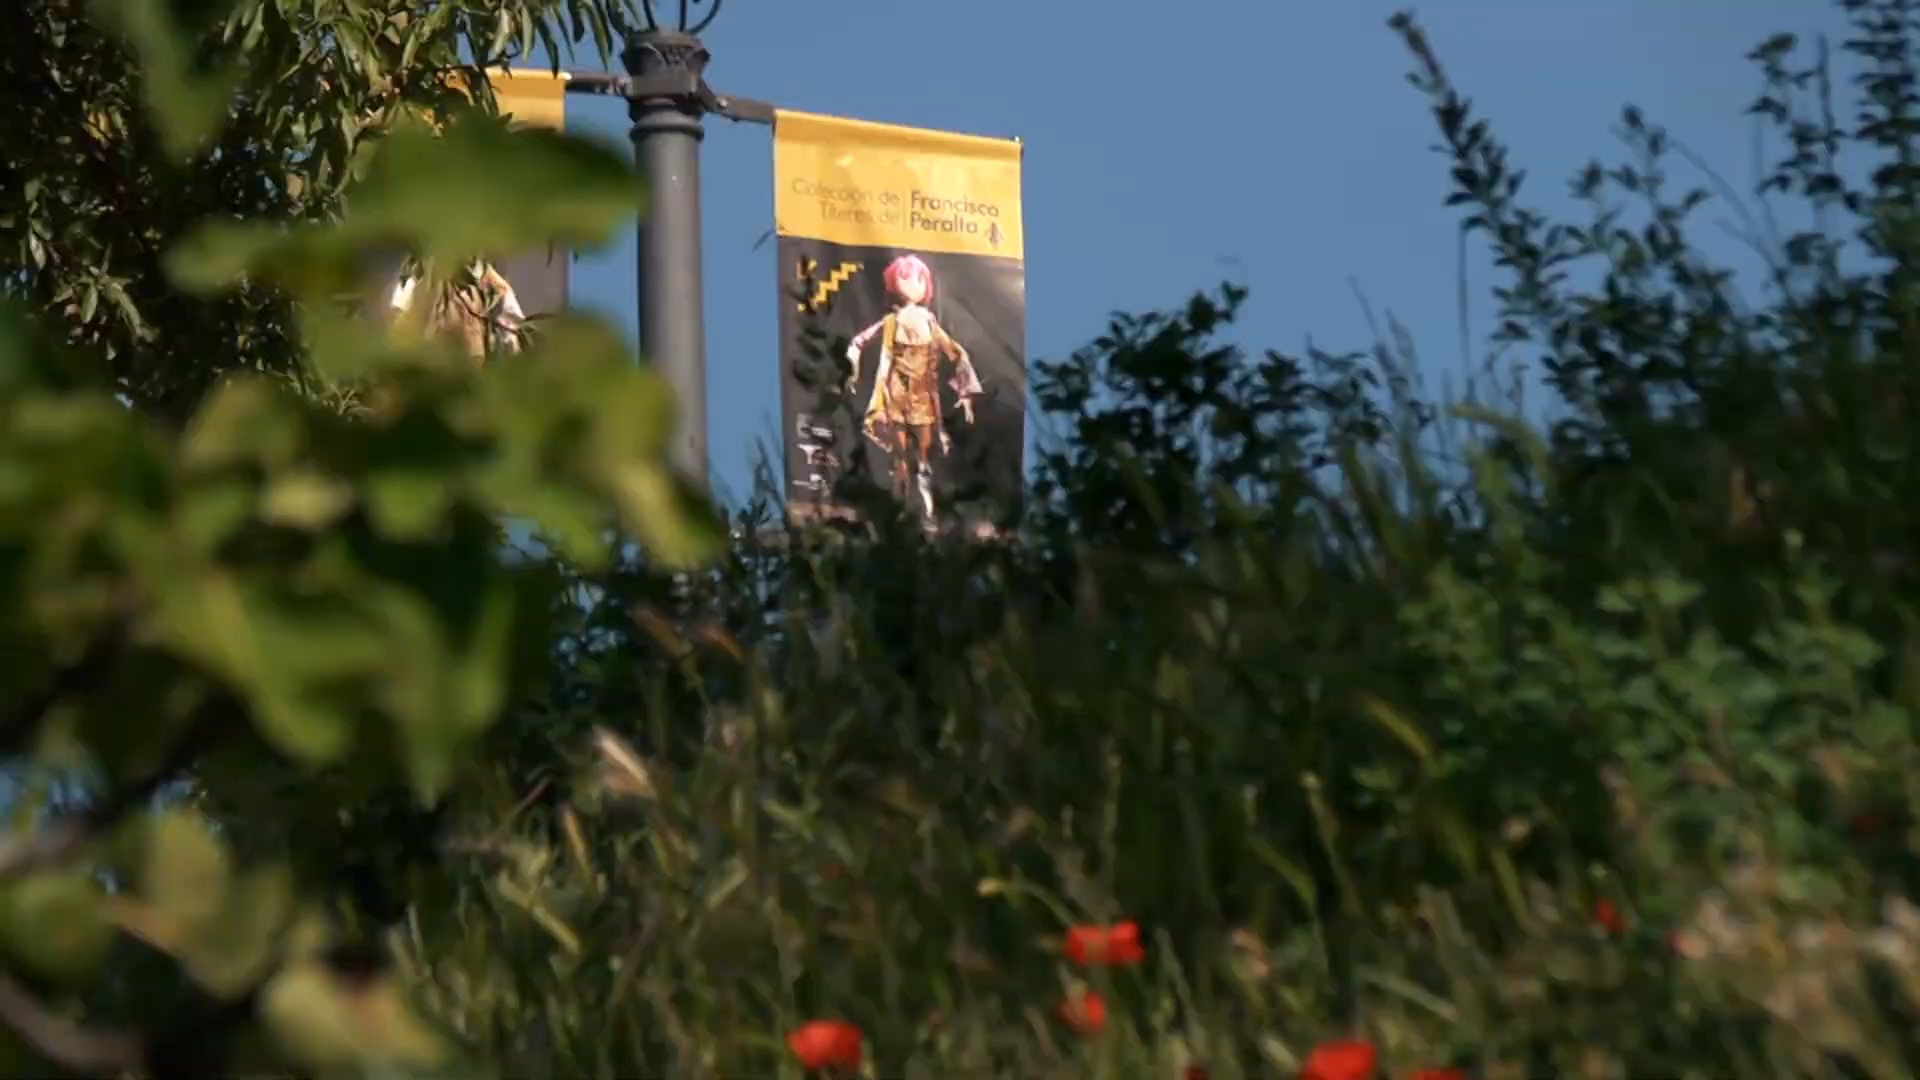 Colección de Francisco
Títeres de Peralta